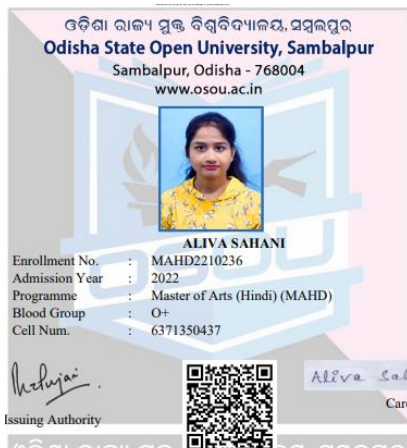 ଓଡ଼ିଶା ରାଜ୍ୟ ମୁକ୍ତ ବିଶ୍ୱବିଦ୍ୟାଳୟ, ସମ୍ବଲପୁର
Odisha State Open University, Sambalpur
Sambalpur, Odisha - 768004
www.osou.ac.in
OSOU
ALIVA SAHANI
Enrollment No. : MAHD2210236
Admission Year : 2022
Programme : Master of Arts (Hindi) (MAHD)
Blood Group : O+
Cell Num. : 6371350437
Aliva
Issuing Authority